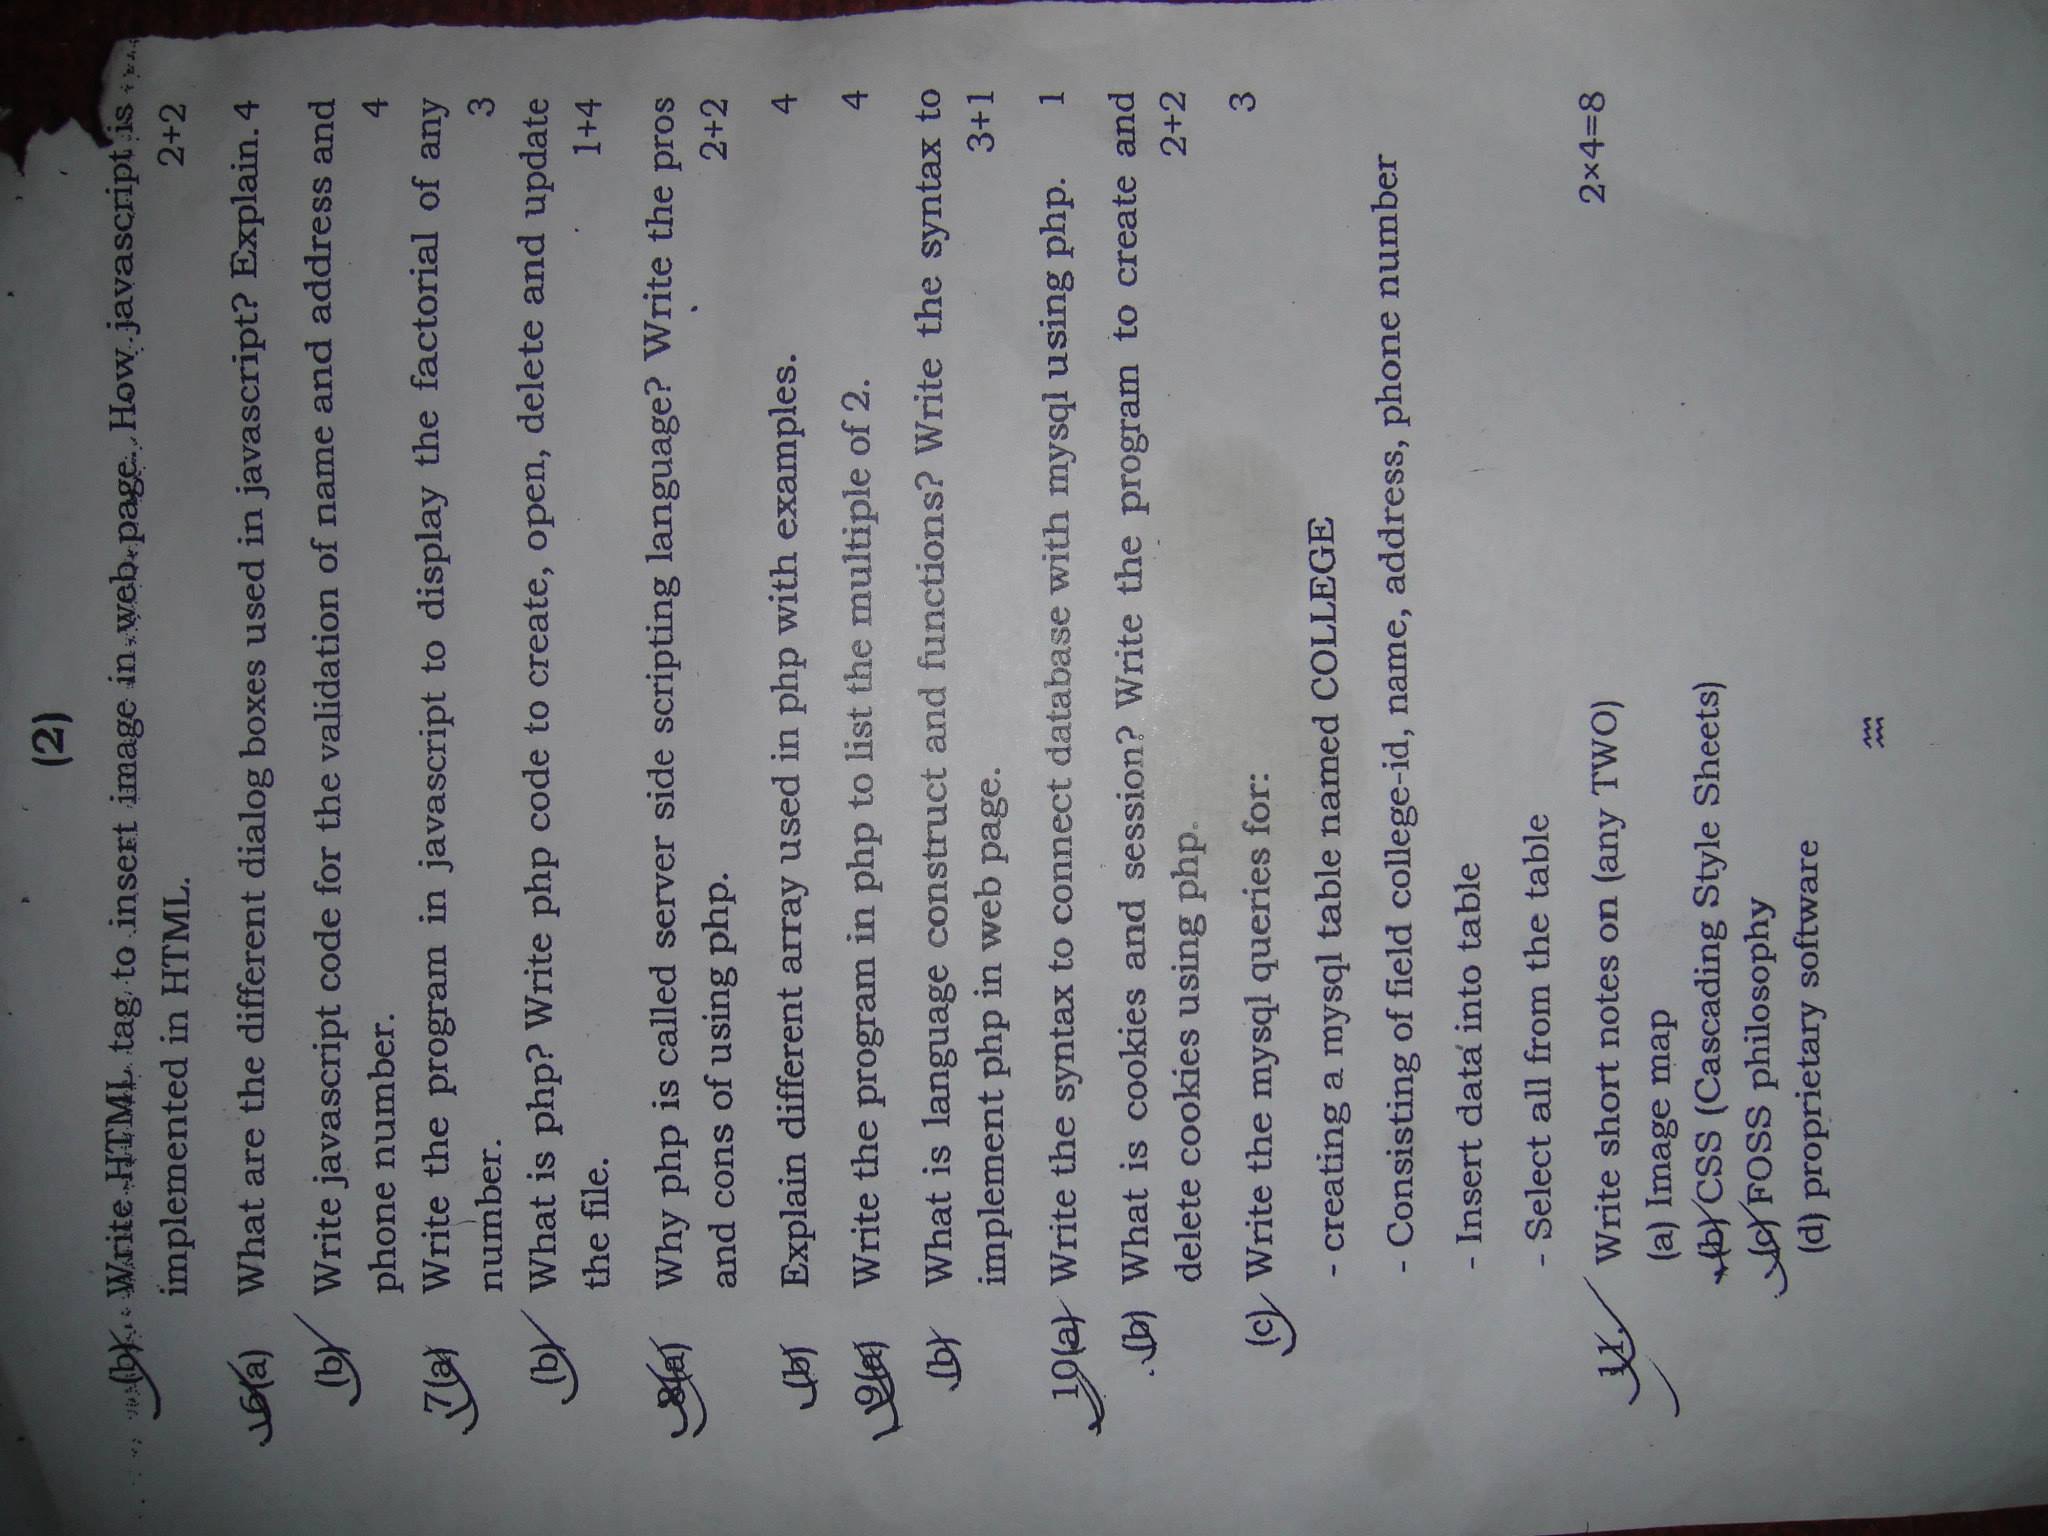 (2)
(b) Write HTML tag to insert image in web page. How javascript is
implemented in HTML. 2+2
6(a) What are the different dialog boxes used in javascript? Explain. 4
(b) Write javascript code for the validation of name and address and
phone number. 4
7(a) Write the program in javascript to display the factorial of any
number. 3
(b) What is php? Write php code to create, open, delete and update
the file. 1+4
8(a) Why php is called server side scripting language? Write the pros
and cons of using php. 2+2
(b) Explain different array used in php with examples. 4
9(a) Write the program in php to list the multiple of 2. 4
(b) What is language construct and functions? Write the syntax to
implement php in web page. 3+1
10(a) Write the syntax to connect database with mysql using php. 1
(b) What is cookies and session? Write the program to create and
delete cookies using php. 2+2
(c) Write the mysql queries for: 3
- creating a mysql table named COLLEGE
- Consisting of field college-id, name, address, phone number
- Insert data into table
- Select all from the table
11. Write short notes on (any TWO) 2×4=8
(a) Image map
(b) CSS (Cascading Style Sheets)
(c) FOSS philosophy
(d) proprietary software